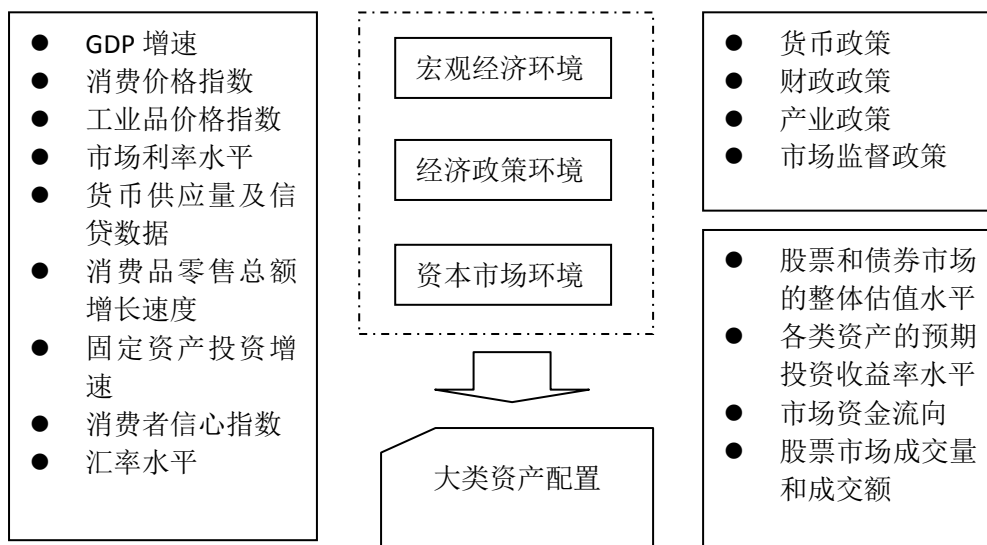 GDP 增速
消费价格指数
工业品价格指数
市场利率水平
货币供应量及信
贷数据
消费品零售总额
增长速度
固定资产投资增
速
消费者信心指数
汇率水平
宏观经济环境
经济政策环境
资本市场环境
大类资产配置
货币政策
财政政策
产业政策
市场监督政策
股票和债券市场
的整体估值水平
各类资产的预期
投资收益率水平
市场资金流向
股票市场成交量
和成交额